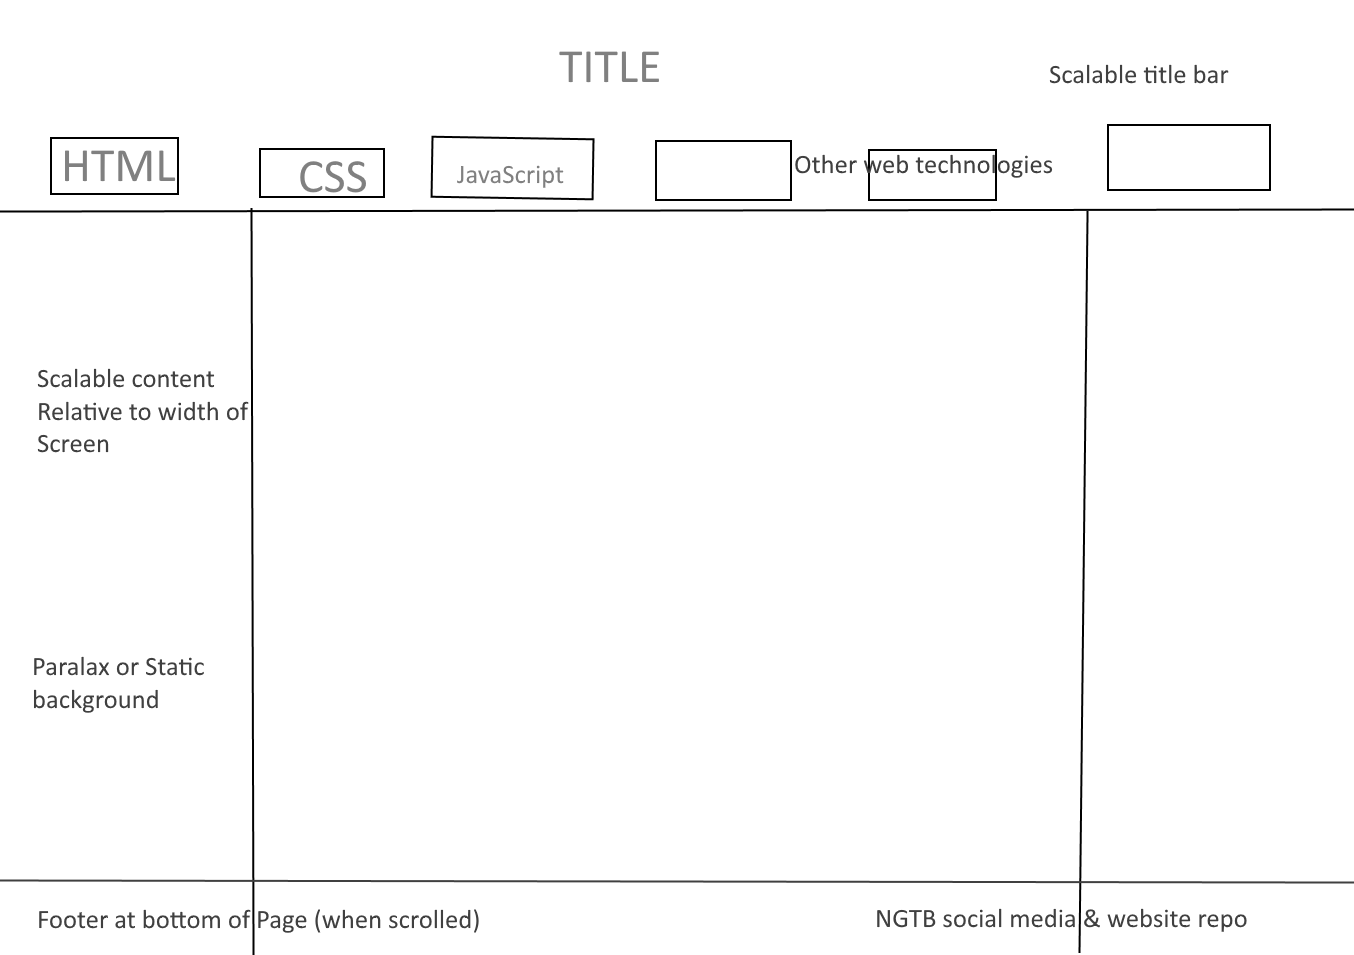 TITLE
Scalable title bar
HTML
CSS
JavaScript
Other web technologies
Scalable content
Relative to width of
Screen
Paralax or Static
background
Footer at bottom of Page (when scrolled)
NGTB social media & website repo